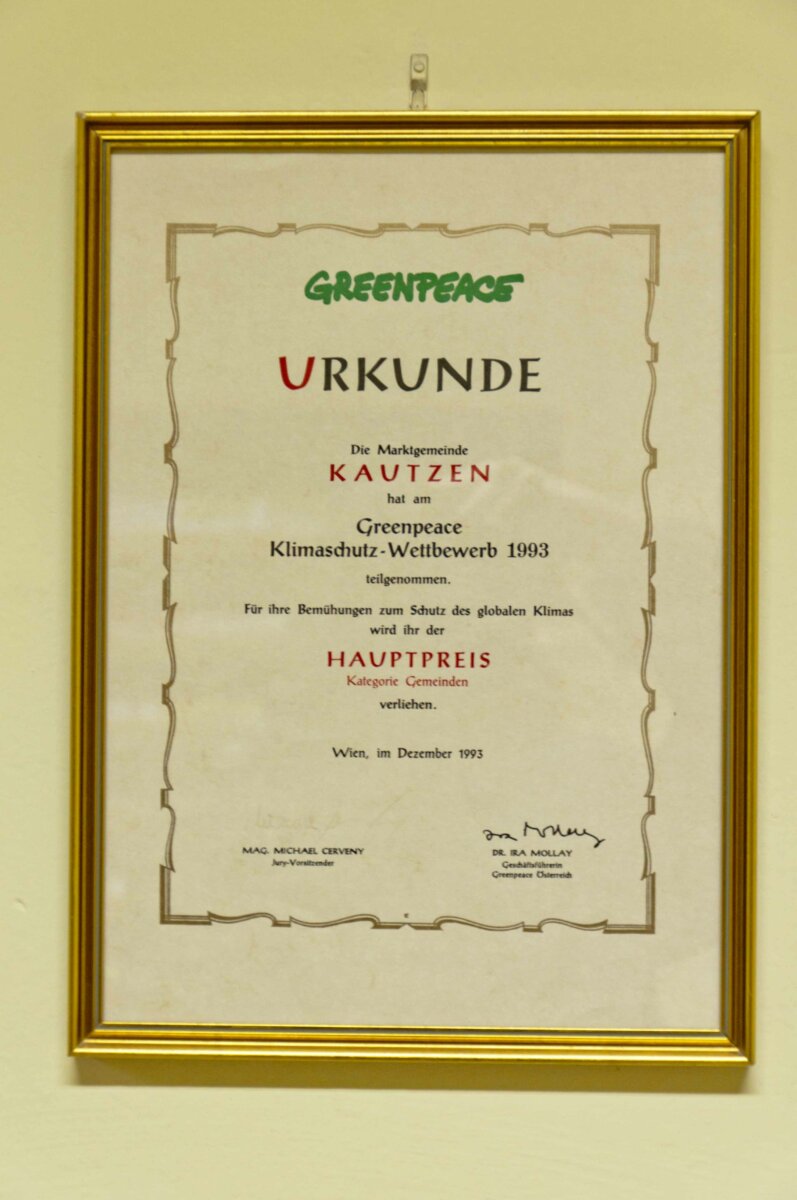 GREENPEACE
URKUNDE
Die Marktgemeinde
KAUTZEN
hat am
Greenpeace
Klimaschutz-Wettbewerb 1993
teilgenommen.
Für ihre Bemühungen zum Schutz des globalen Klimas
wird ihr der
HAUPTPREIS
Kategorie Gemeinden
verliehen.
Wien, im Dezember 1993
Ira Mollay
MAG. MICHAEL CERVENY
Jury-Vorsitzender
DR. IRA MOLLAY
Geschäftsführerin
Greenpeace Österreich